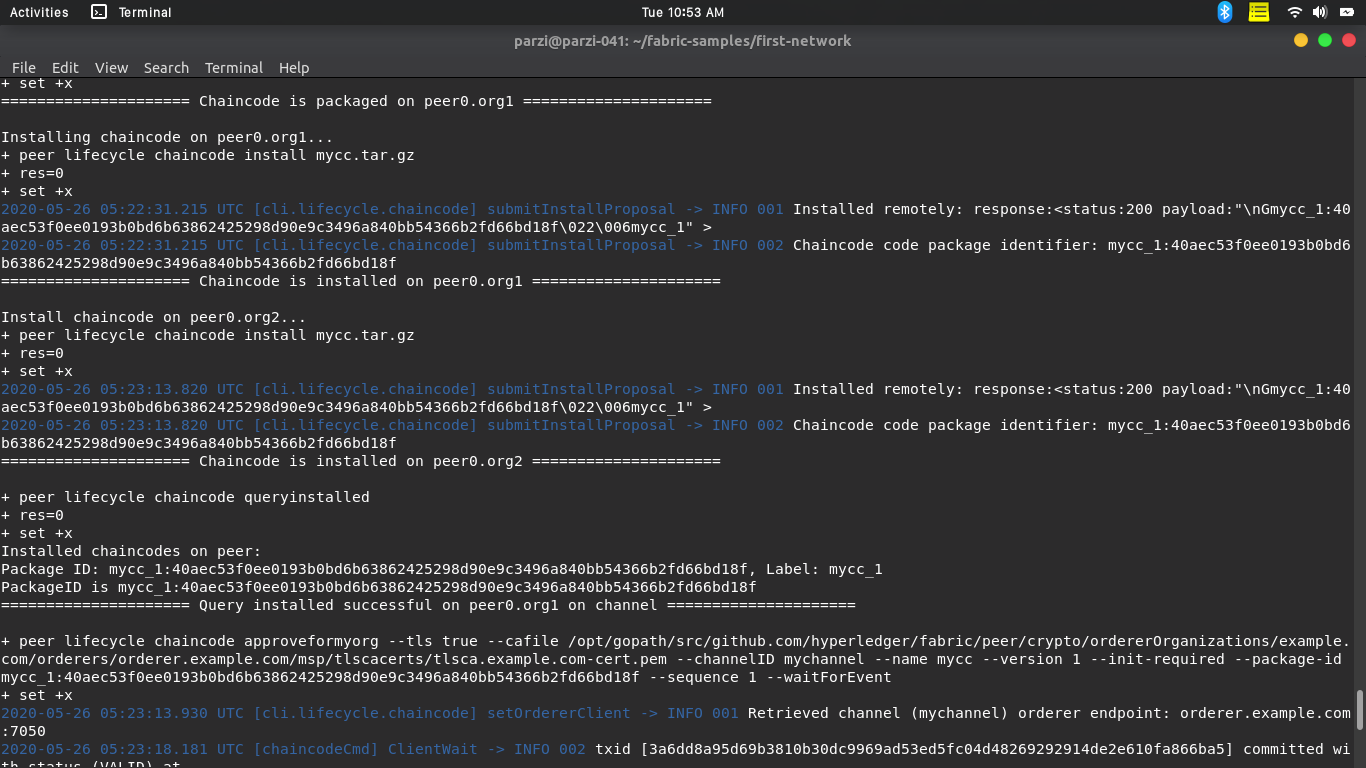 Activities Terminal Tue 10:53 AM
parzi@parzi-041: ~/fabric-samples/first-network
File Edit View Search Terminal Help
+ set +x
===================== Chaincode is packaged on peer0.org1 =====================
Installing chaincode on peer0.org1...
+ peer lifecycle chaincode install mycc.tar.gz
+ res=0
+ set +x
2020-05-26 05:22:31.215 UTC [cli.lifecycle.chaincode] submitInstallProposal -> INFO 001 Installed remotely: response:<status:200 payload:"\nGmycc_1:40
aec53f0ee0193b0bd6b63862425298d90e9c3496a840bb54366b2fd66bd18f\022\006mycc_1" >
2020-05-26 05:22:31.215 UTC [cli.lifecycle.chaincode] submitInstallProposal -> INFO 002 Chaincode code package identifier: mycc_1:40aec53f0ee0193b0bd6
b63862425298d90e9c3496a840bb54366b2fd66bd18f
===================== Chaincode is installed on peer0.org1 =====================
Install chaincode on peer0.org2...
+ peer lifecycle chaincode install mycc.tar.gz
+ res=0
+ set +x
2020-05-26 05:23:13.820 UTC [cli.lifecycle.chaincode] submitInstallProposal -> INFO 001 Installed remotely: response:<status:200 payload:"\nGmycc_1:40
aec53f0ee0193b0bd6b63862425298d90e9c3496a840bb54366b2fd66bd18f\022\006mycc_1" >
2020-05-26 05:23:13.820 UTC [cli.lifecycle.chaincode] submitInstallProposal -> INFO 002 Chaincode code package identifier: mycc_1:40aec53f0ee0193b0bd6
b63862425298d90e9c3496a840bb54366b2fd66bd18f
===================== Chaincode is installed on peer0.org2 =====================
+ peer lifecycle chaincode queryinstalled
+ res=0
+ set +x
Installed chaincodes on peer:
Package ID: mycc_1:40aec53f0ee0193b0bd6b63862425298d90e9c3496a840bb54366b2fd66bd18f, Label: mycc_1
PackageID is mycc_1:40aec53f0ee0193b0bd6b63862425298d90e9c3496a840bb54366b2fd66bd18f
===================== Query installed successful on peer0.org1 on channel =====================
+ peer lifecycle chaincode approveformyorg --tls true --cafile /opt/gopath/src/github.com/hyperledger/fabric/peer/crypto/ordererOrganizations/example.
com/orderers/orderer.example.com/msp/tlscacerts/tlsca.example.com-cert.pem --channelID mychannel --name mycc --version 1 --init-required --package-id
mycc_1:40aec53f0ee0193b0bd6b63862425298d90e9c3496a840bb54366b2fd66bd18f --sequence 1 --waitForEvent
+ set +x
2020-05-26 05:23:13.930 UTC [cli.lifecycle.chaincode] setOrdererClient -> INFO 001 Retrieved channel (mychannel) orderer endpoint: orderer.example.com
:7050
2020-05-26 05:23:18.181 UTC [chaincodeCmd] ClientWait -> INFO 002 txid [3a6dd8a95d69b3810b30dc9969ad53ed5fc04d48269292914de2e610fa866ba5] committed wi
th status (VALID) at